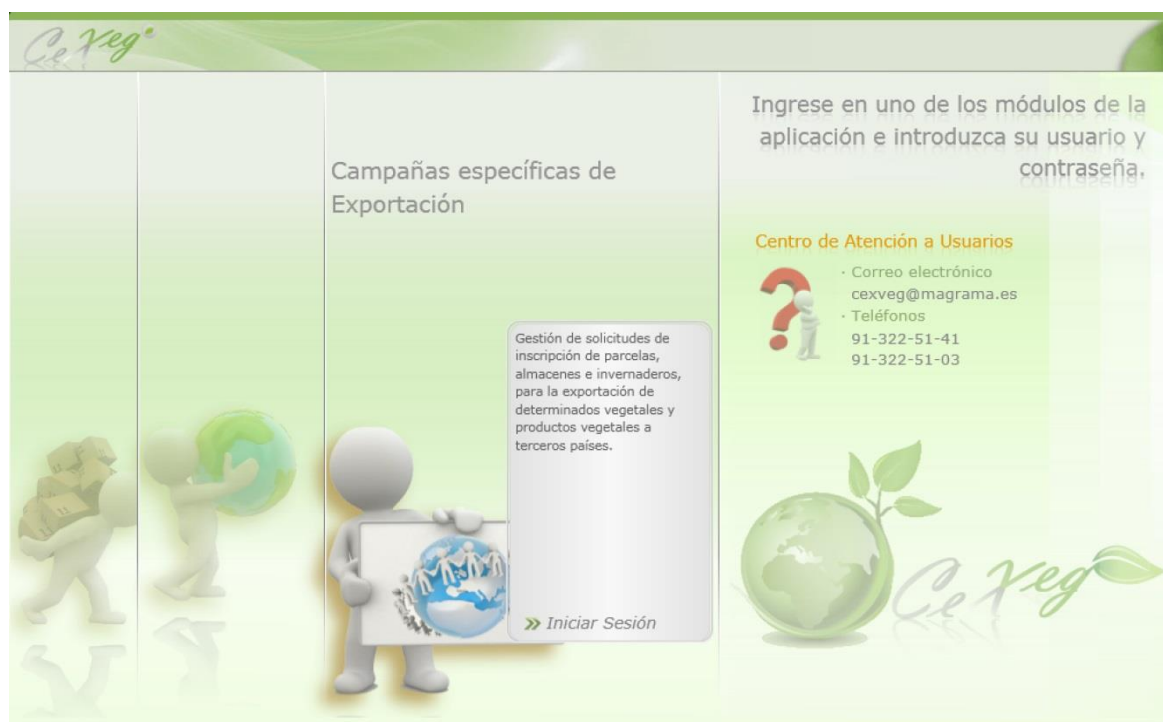 CeXveg
Campañas específicas de
Exportación
Gestión de solicitudes de
inscripción de parcelas,
almacenes e invernaderos,
para la exportación de
determinados vegetales y
productos vegetales a
terceros países.
» Iniciar Sesión
Ingrese en uno de los módulos de la
aplicación e introduzca su usuario y
contraseña.
Centro de Atención a Usuarios
· Correo electrónico
cexveg@magrama.es
· Teléfonos
91-322-51-41
91-322-51-03
CeXveg